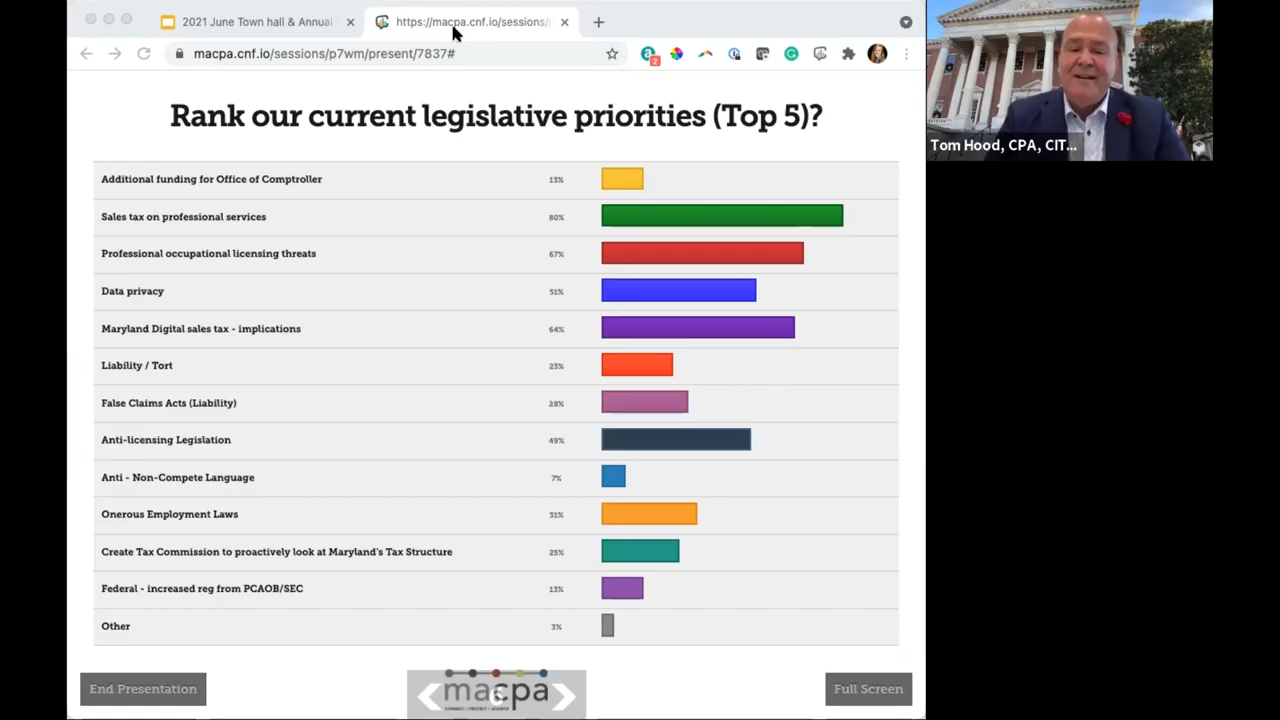 2021 June Town hall & Annual
https://macpa.cnf.io/sessions/
macpa.cnf.io/sessions/p7wm/present/7837#
2
Tom Hood, CPA, CIT...
Rank our current legislative priorities (Top 5)?
Additional funding for Office of Comptroller 13%
Sales tax on professional services 80%
Professional occupational licensing threats 67%
Data privacy 51%
Maryland Digital sales tax - implications 64%
Liability / Tort 23%
False Claims Acts (Liability) 28%
Anti-licensing Legislation 49%
Anti - Non-Compete Language 7%
Onerous Employment Laws 31%
Create Tax Commission to proactively look at Maryland's Tax Structure 25%
Federal - increased reg from PCAOB/SEC 13%
Other 3%
End Presentation
macpa
CONNECT | PROTECT | ACHIEVE
Full Screen